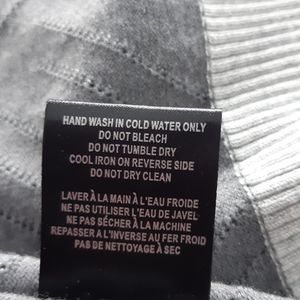 HAND WASH IN COLD WATER ONLY
DO NOT BLEACH
DO NOT TUMBLE DRY
COOL IRON ON REVERSE SIDE
DO NOT DRY CLEAN
LAVER À LA MAIN À L'EAU FROIDE
NE PAS UTILISER L'EAU DE JAVEL
NE PAS SÉCHER À LA MACHINE
REPASSER À L'INVERSE AU FER FROID
PAS DE NETTOYAGE À SEC